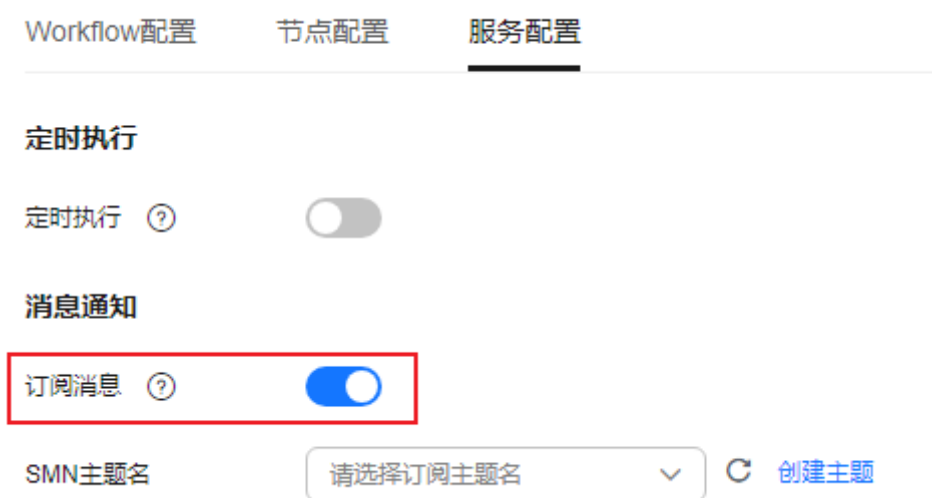 Workflow配置 节点配置 服务配置
定时执行
定时执行 ?
消息通知
订阅消息 ?
SMN主题名 请选择订阅主题名 创建主题